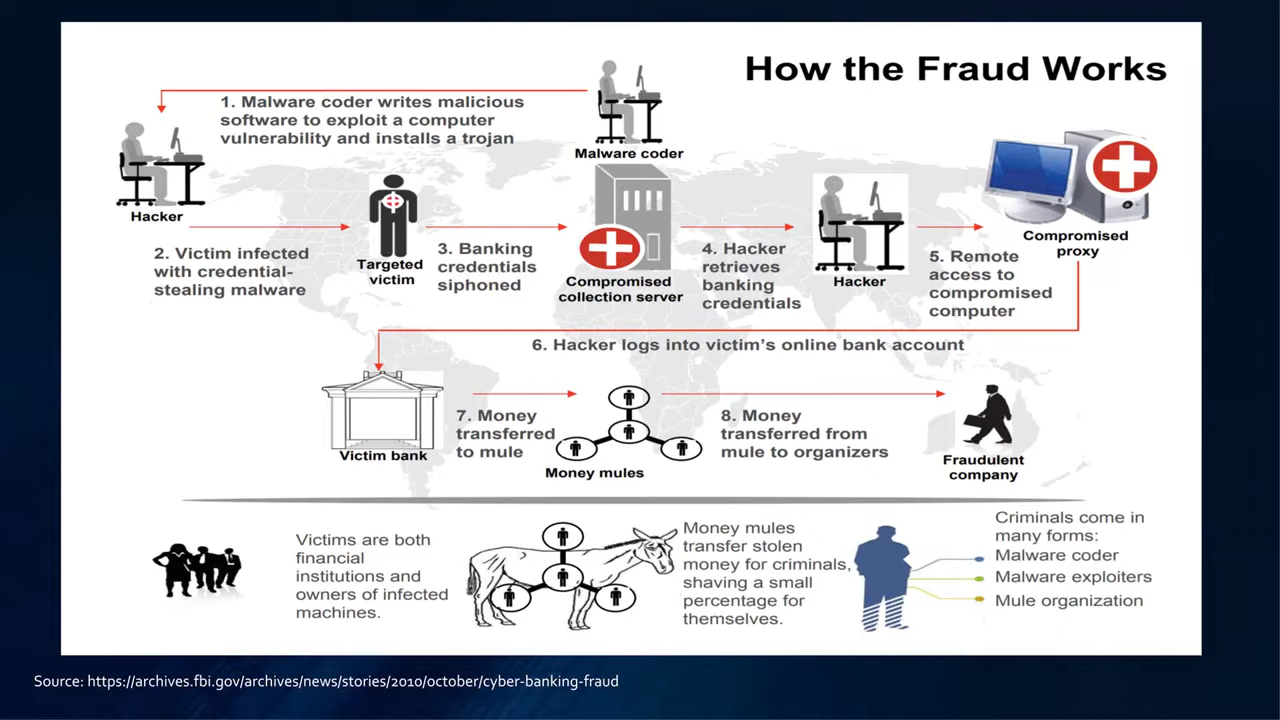 How the Fraud Works
1. Malware coder writes malicious
software to exploit a computer
vulnerability and installs a trojan
Malware coder
Hacker
2. Victim infected
with credential-
stealing malware
Targeted
victim
3. Banking
credentials
siphoned
Compromised
collection server
4. Hacker
retrieves
banking
credentials
Hacker
5. Remote
access to
compromised
computer
Compromised
proxy
6. Hacker logs into victim's online bank account
Victim bank
7. Money
transferred
to mule
Money mules
8. Money
transferred from
mule to organizers
Fraudulent
company
Victims are both
financial
institutions and
owners of infected
machines.
Money mules
transfer stolen
money for criminals,
shaving a small
percentage for
themselves.
Criminals come in
many forms:
Malware coder
Malware exploiters
Mule organization
Source: https://archives.fbi.gov/archives/news/stories/2010/october/cyber-banking-fraud